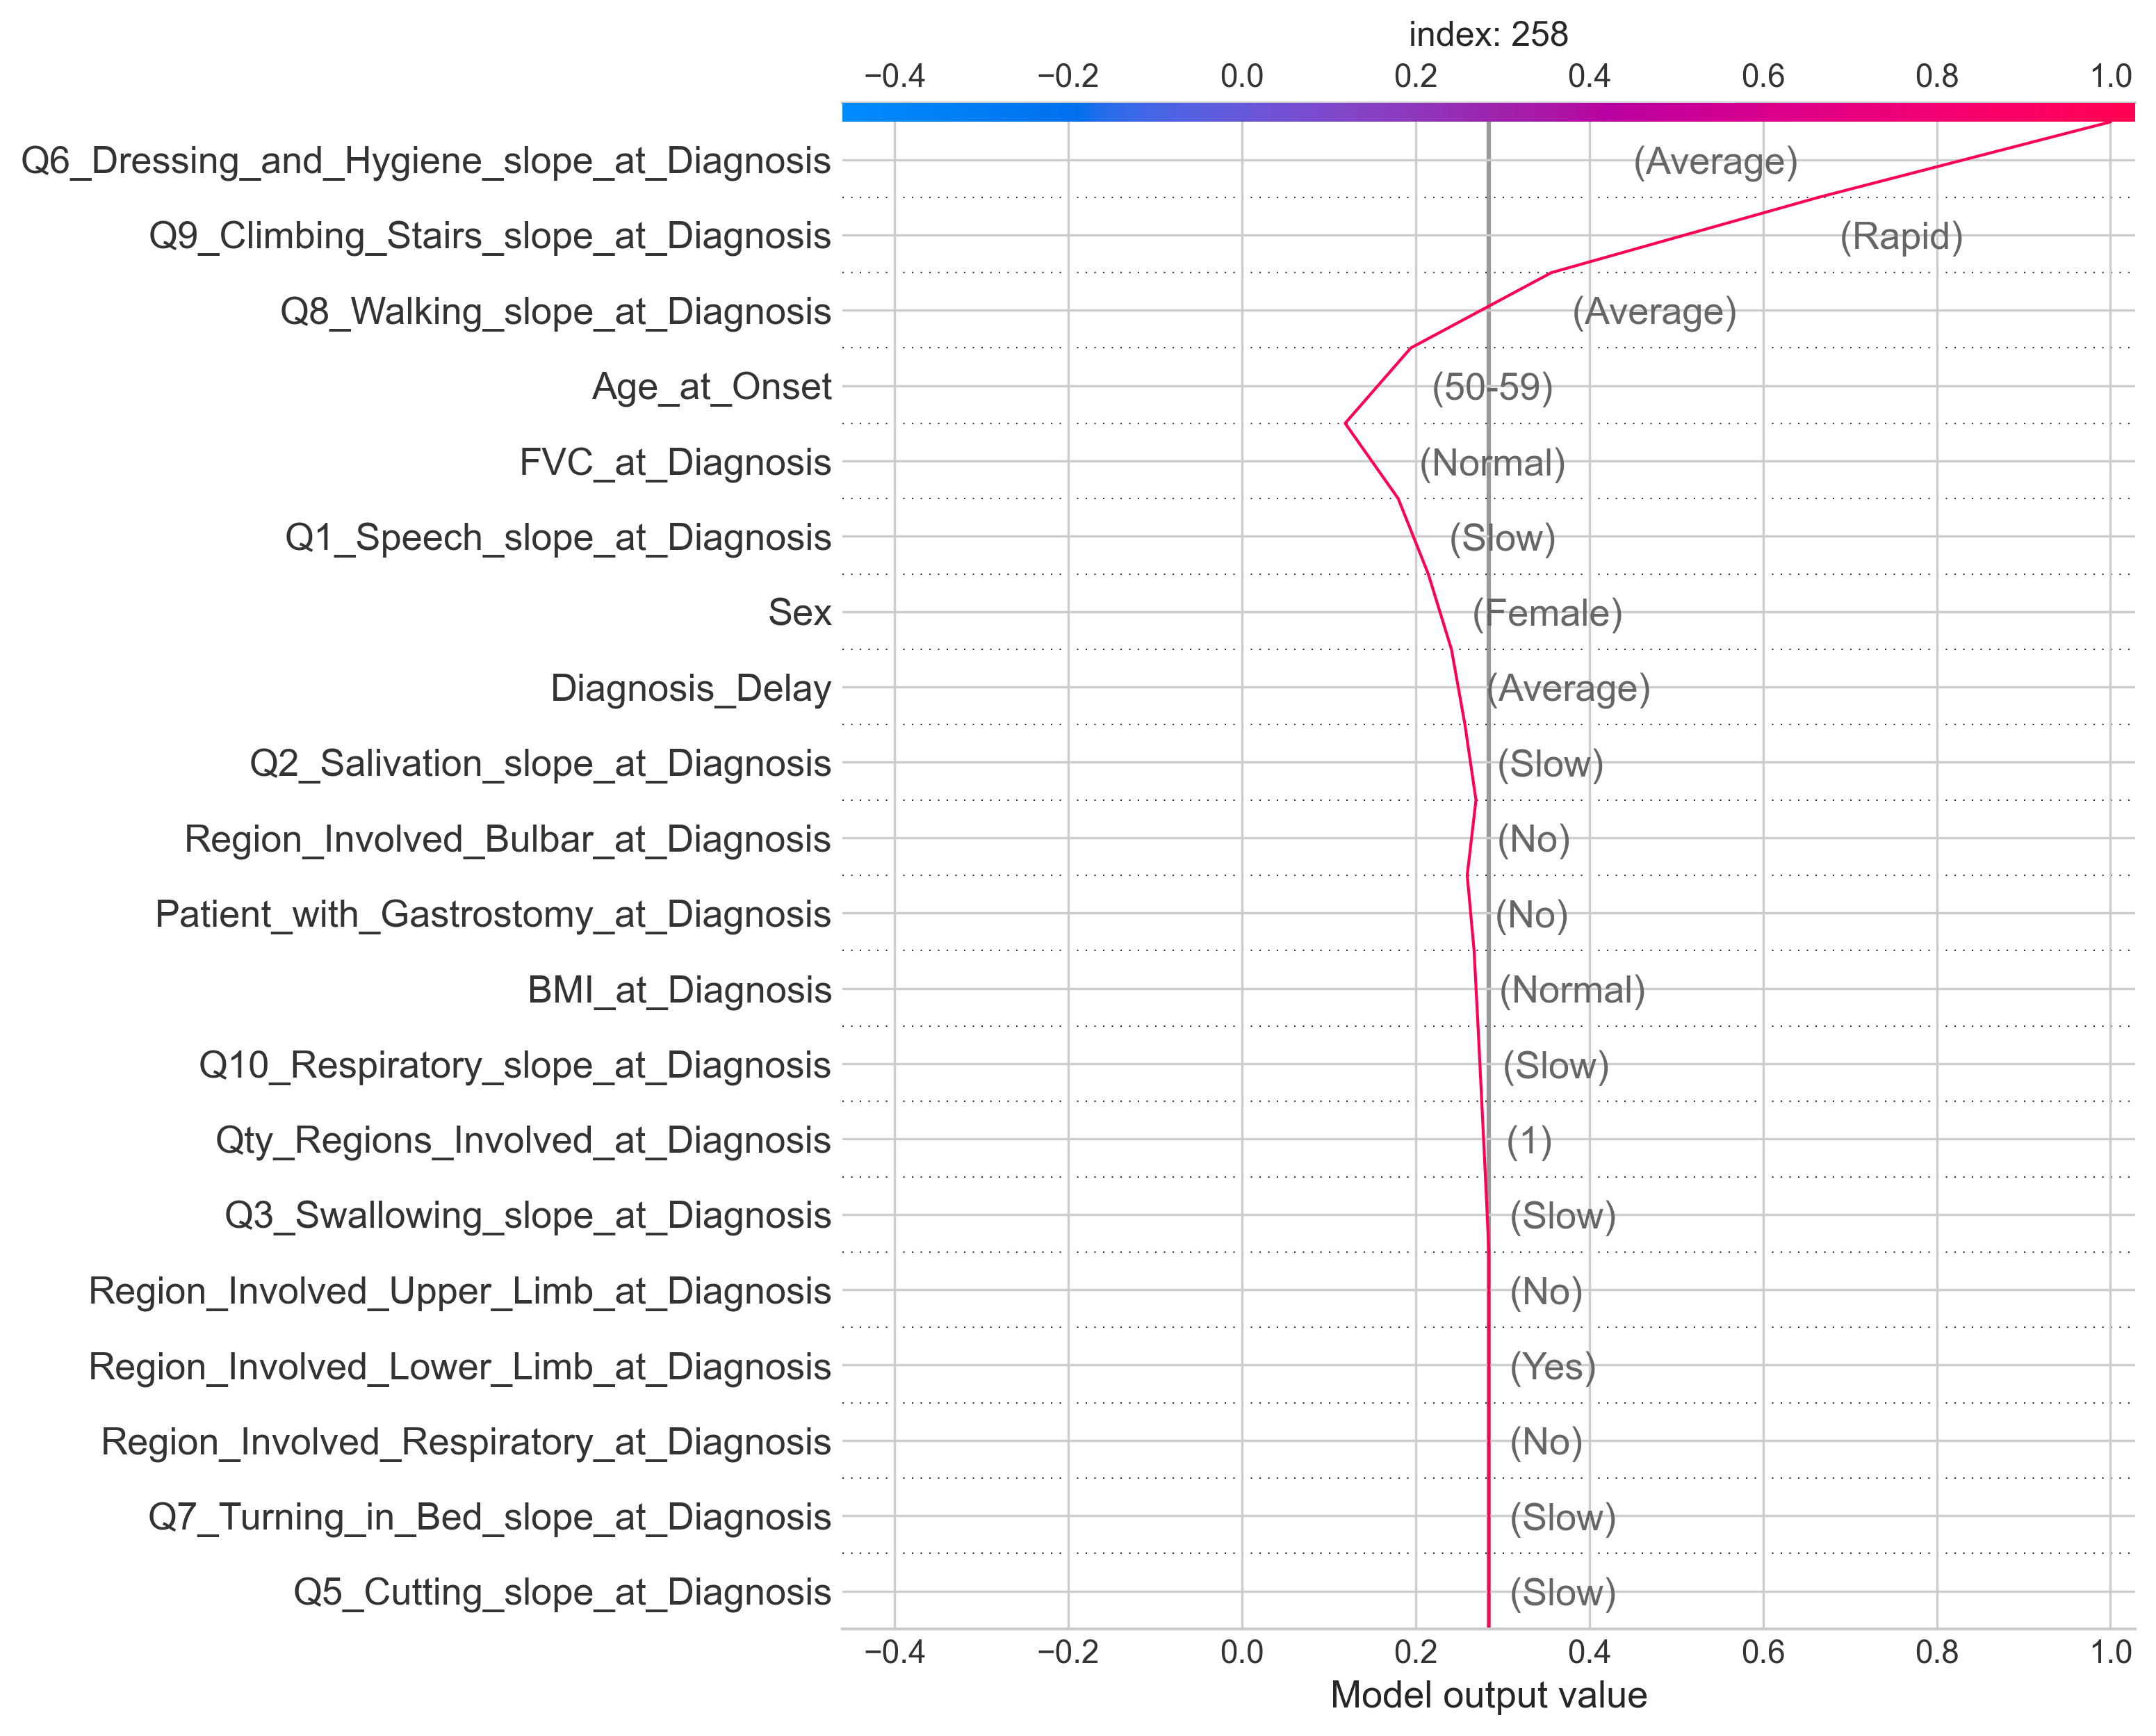 index: 258
−0.4 −0.2 0.0 0.2 0.4 0.6 0.8 1.0
Q6_Dressing_and_Hygiene_slope_at_Diagnosis (Average)
Q9_Climbing_Stairs_slope_at_Diagnosis (Rapid)
Q8_Walking_slope_at_Diagnosis (Average)
Age_at_Onset (50-59)
FVC_at_Diagnosis (Normal)
Q1_Speech_slope_at_Diagnosis (Slow)
Sex (Female)
Diagnosis_Delay (Average)
Q2_Salivation_slope_at_Diagnosis (Slow)
Region_Involved_Bulbar_at_Diagnosis (No)
Patient_with_Gastrostomy_at_Diagnosis (No)
BMI_at_Diagnosis (Normal)
Q10_Respiratory_slope_at_Diagnosis (Slow)
Qty_Regions_Involved_at_Diagnosis (1)
Q3_Swallowing_slope_at_Diagnosis (Slow)
Region_Involved_Upper_Limb_at_Diagnosis (No)
Region_Involved_Lower_Limb_at_Diagnosis (Yes)
Region_Involved_Respiratory_at_Diagnosis (No)
Q7_Turning_in_Bed_slope_at_Diagnosis (Slow)
Q5_Cutting_slope_at_Diagnosis (Slow)
−0.4 −0.2 0.0 0.2 0.4 0.6 0.8 1.0
Model output value